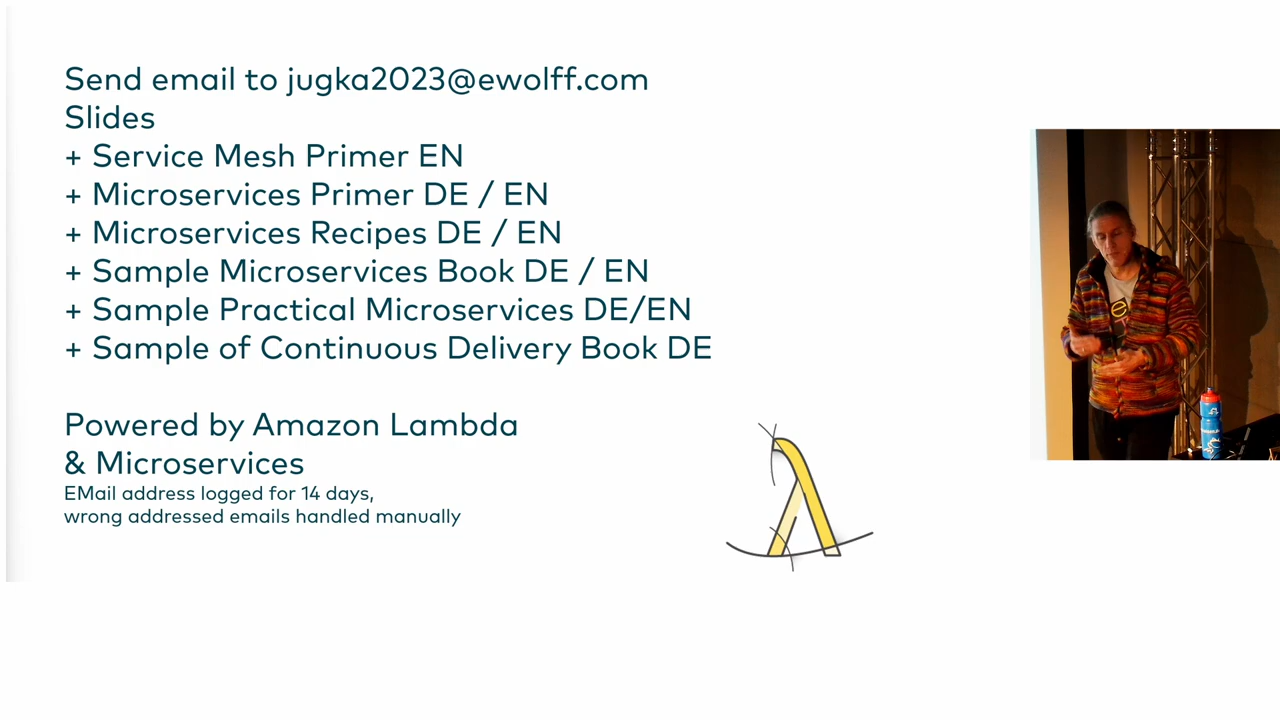 Send email to jugka2023@ewolff.com
Slides
+ Service Mesh Primer EN
+ Microservices Primer DE / EN
+ Microservices Recipes DE / EN
+ Sample Microservices Book DE / EN
+ Sample Practical Microservices DE/EN
+ Sample of Continuous Delivery Book DE
Powered by Amazon Lambda
& Microservices
EMail address logged for 14 days,
wrong addressed emails handled manually